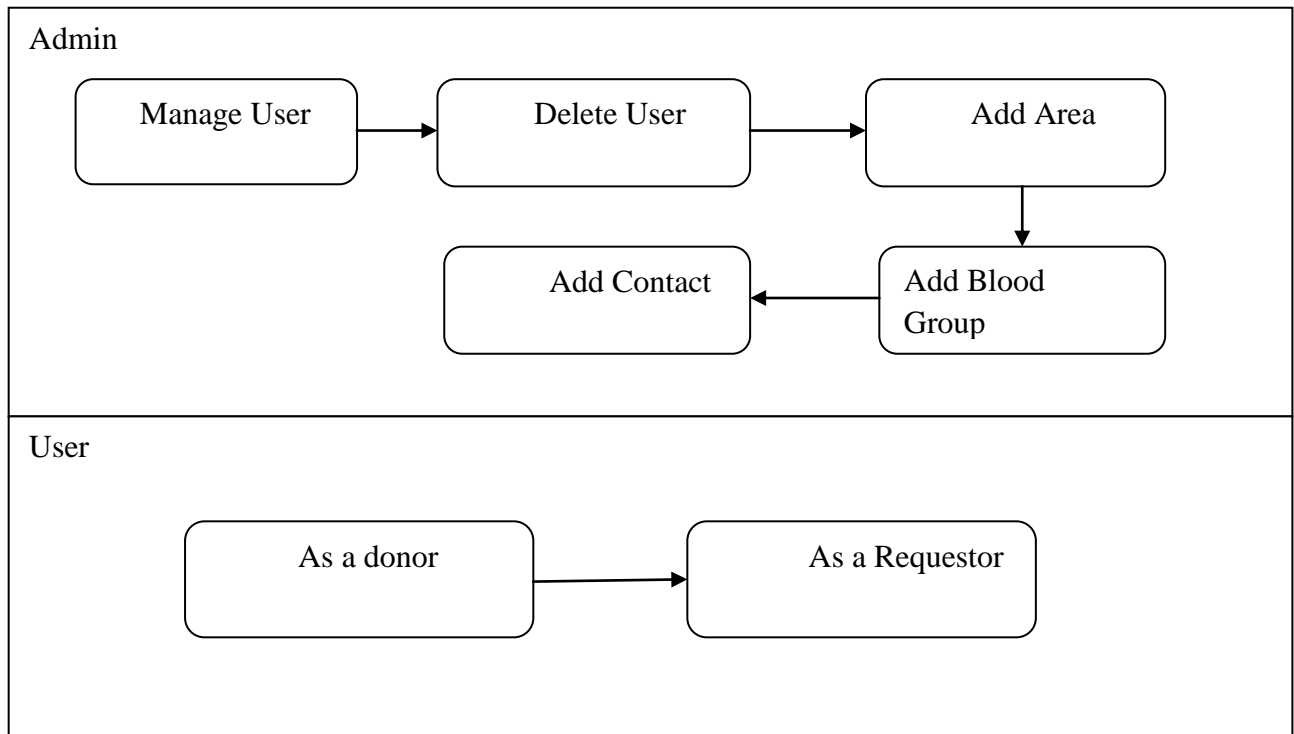 Admin
Manage User
Delete User
Add Area
Add Contact
Add Blood
Group
User
As a donor
As a Requestor